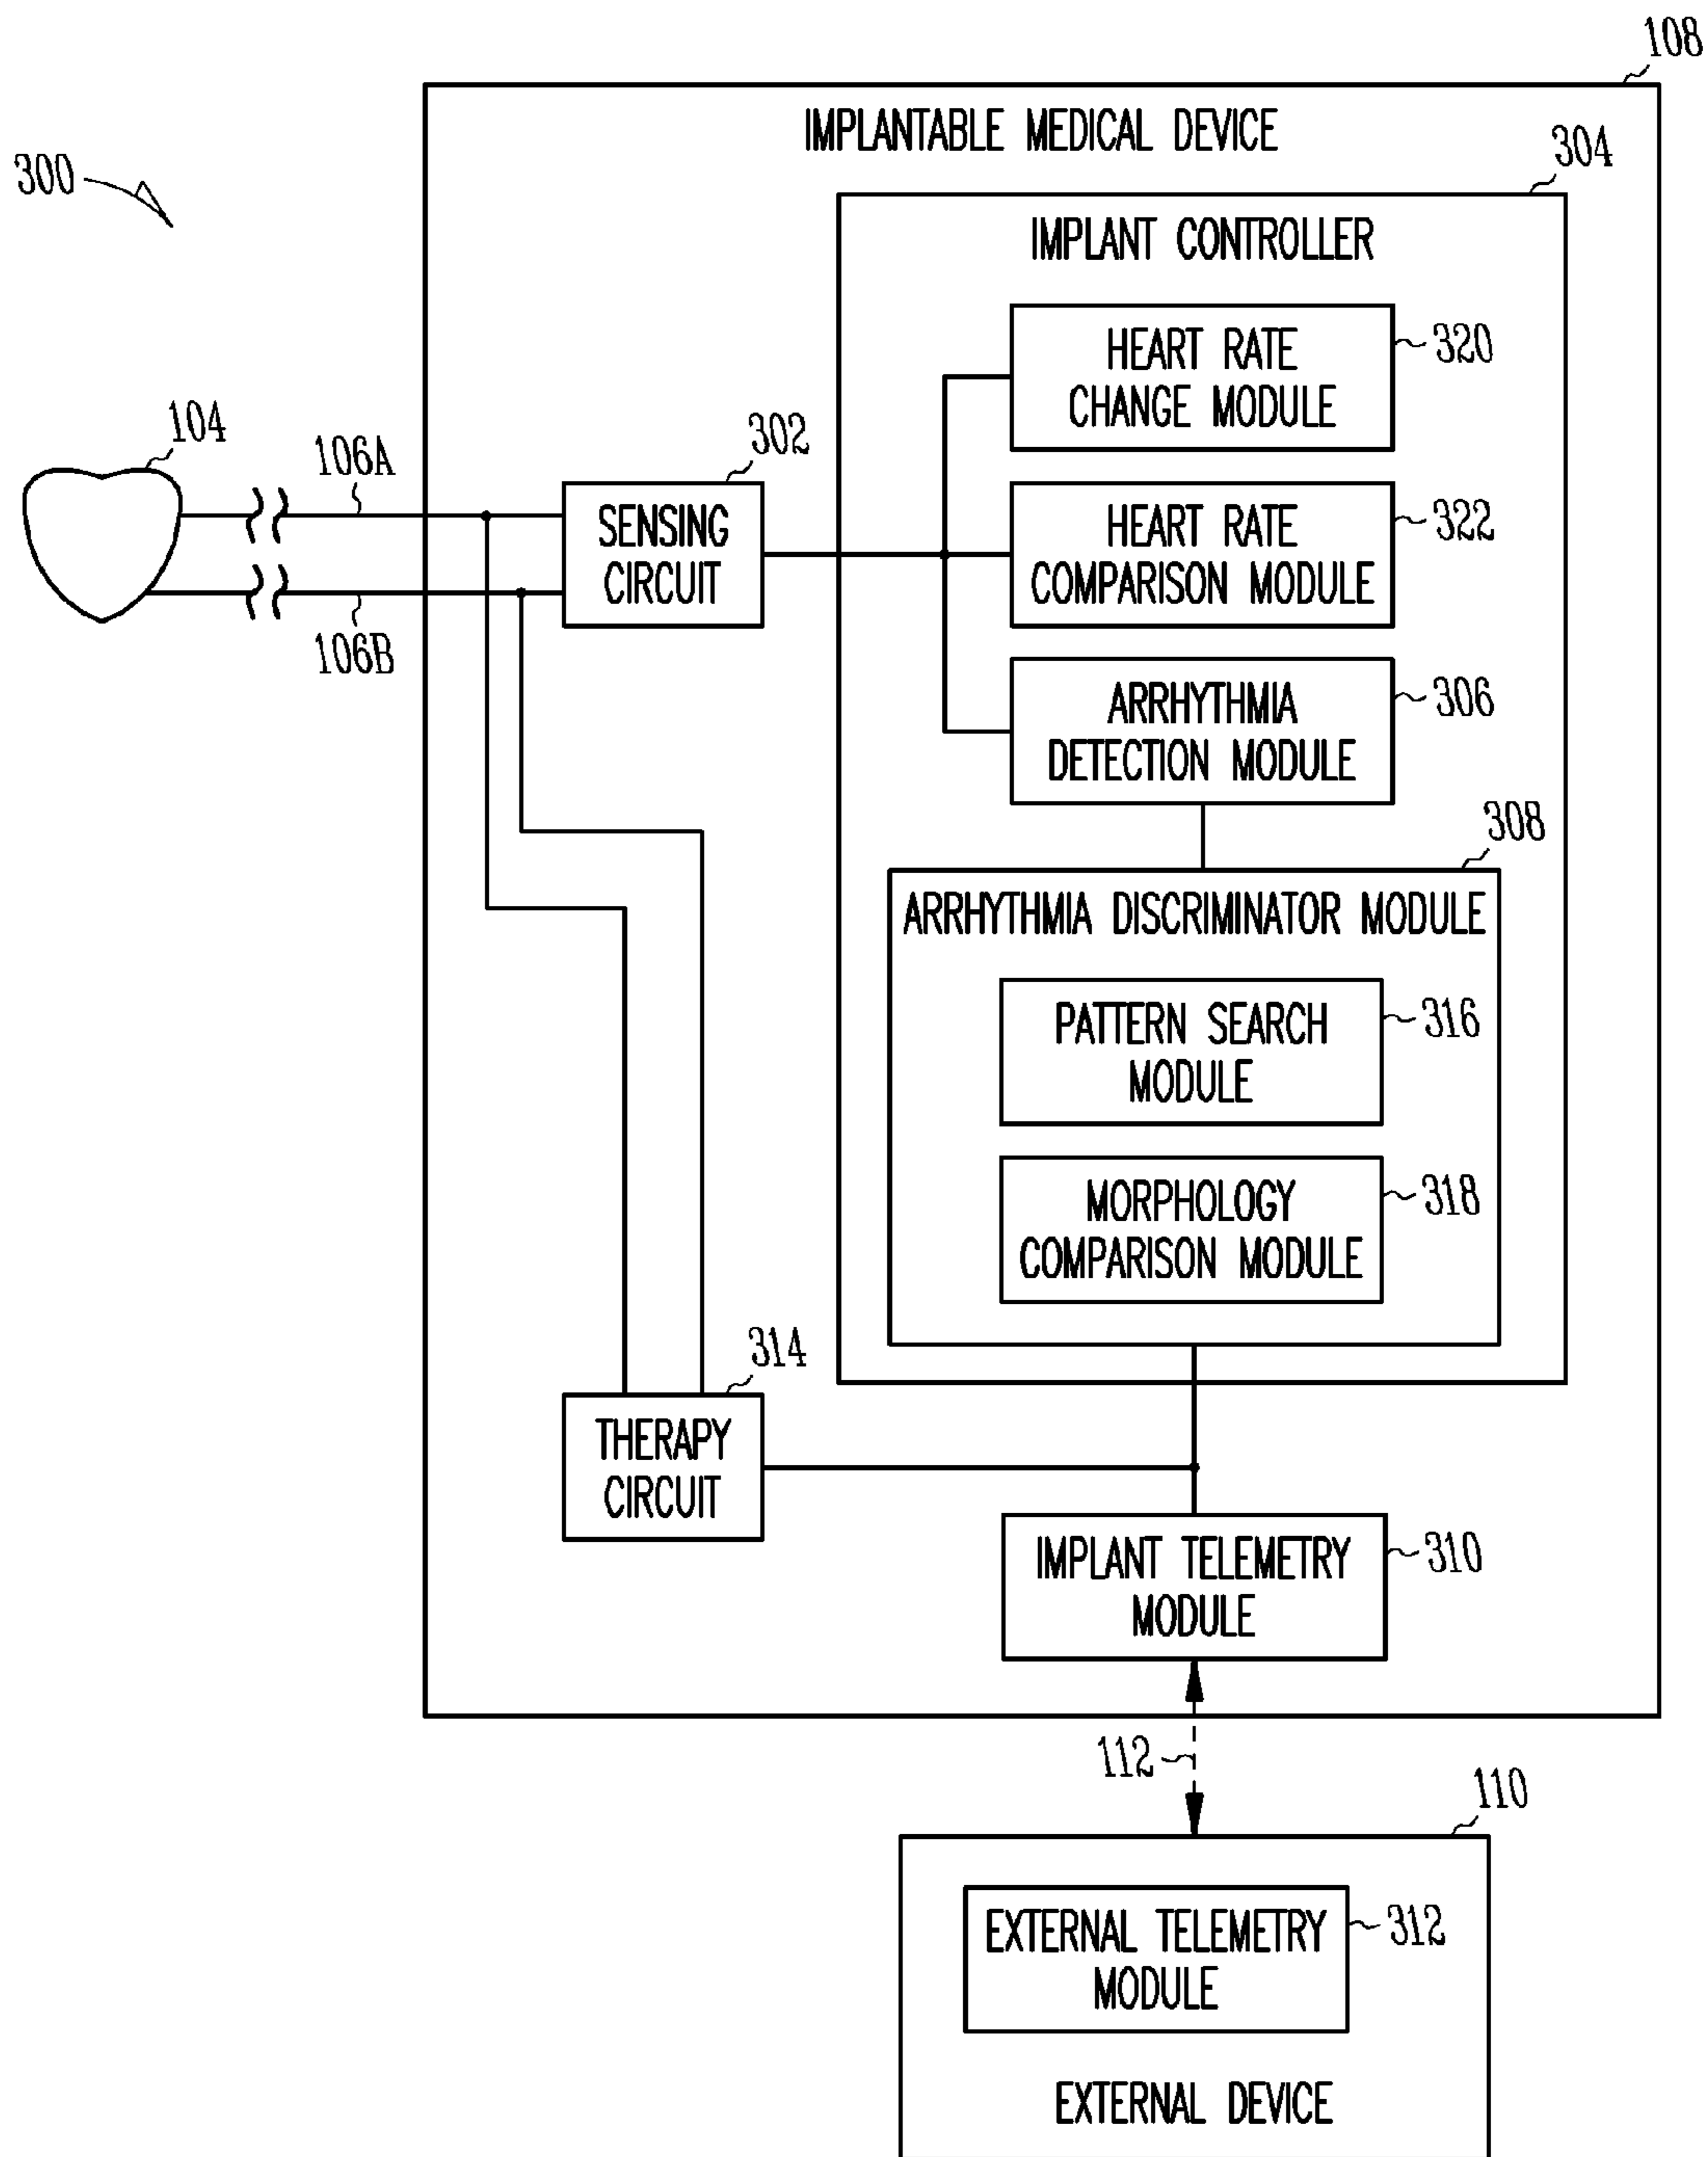 108
IMPLANTABLE MEDICAL DEVICE
300
304
IMPLANT CONTROLLER
HEART RATE
CHANGE MODULE
320
104
106A
302
SENSING
CIRCUIT
HEART RATE
COMPARISON MODULE
322
106B
ARRHYTHMIA
DETECTION MODULE
306
308
ARRHYTHMIA DISCRIMINATOR MODULE
PATTERN SEARCH
MODULE
316
MORPHOLOGY
COMPARISON MODULE
318
314
THERAPY
CIRCUIT
IMPLANT TELEMETRY
MODULE
310
112
110
EXTERNAL TELEMETRY
MODULE
312
EXTERNAL DEVICE